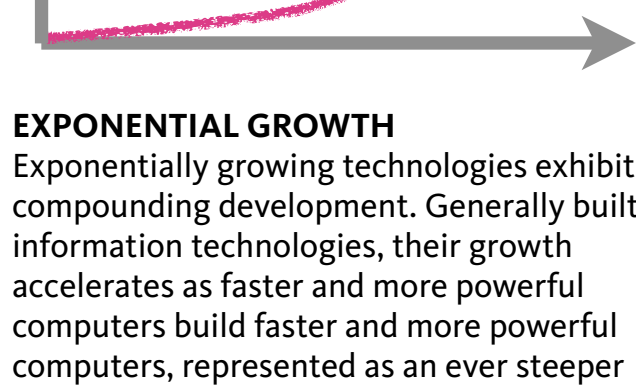 EXPONENTIAL GROWTH
Exponentially growing technologies exhibit
compounding development. Generally built
information technologies, their growth
accelerates as faster and more powerful
computers build faster and more powerful
computers, represented as an ever steeper